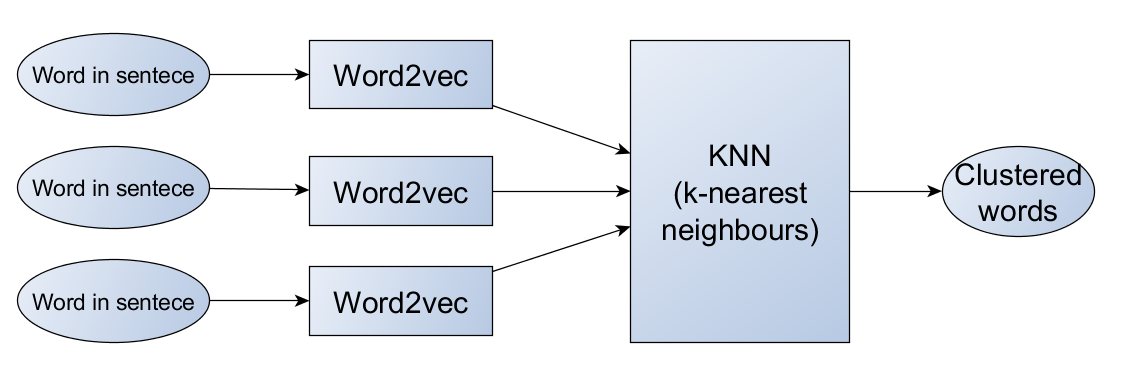 Word in sentece
Word2vec
Word in sentece
Word2vec
Word in sentece
Word2vec
KNN
(k-nearest
neighbours)
Clustered
words